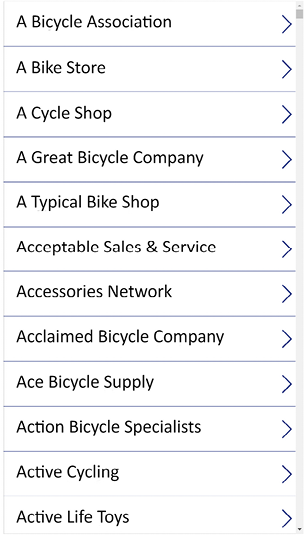 A Bicycle Association
A Bike Store
A Cycle Shop
A Great Bicycle Company
A Typical Bike Shop
Acceptable Sales & Service
Accessories Network
Acclaimed Bicycle Company
Ace Bicycle Supply
Action Bicycle Specialists
Active Cycling
Active Life Toys